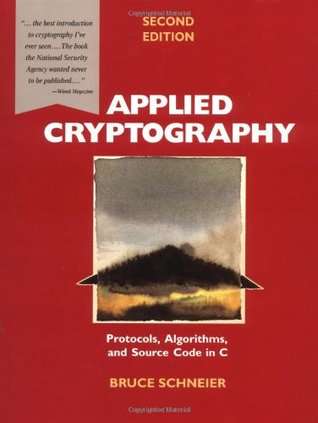 "... the best introduction
to cryptography I've
ever seen.... The book
the National Security
Agency wanted never
to be published...."
—Wired Magazine
SECOND
EDITION
APPLIED
CRYPTOGRAPHY
Protocols, Algorithms,
and Source Code in C
BRUCE SCHNEIER